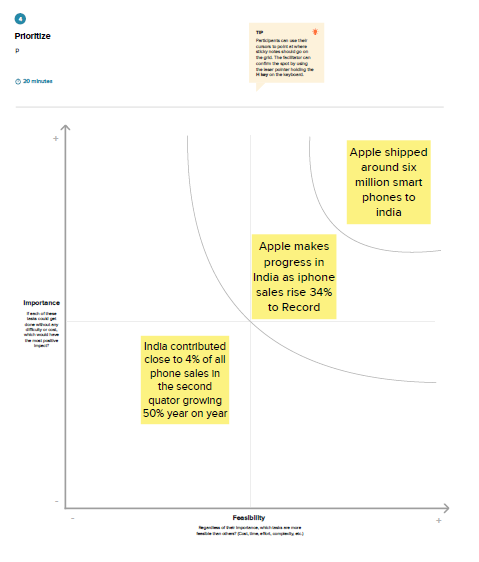 4
Prioritize
p
20 minutes
TIP
Participants can use their
cursors to point at where
sticky notes should go on
the grid. The facilitator can
confirm the spot by using
the laser pointer holding the
H key on the keyboard.
+
Apple shipped
around six
million smart
phones to
india
Apple makes
progress in
India as iphone
sales rise 34%
to Record
Importance
If each of these
tasks could get
done without any
difficulty or cost,
which would have
the most positive
impact?
India contributed
close to 4% of all
phone sales in
the second
quator growing
50% year on year
-
-
Feasibility
+
Regardless of their importance, which tasks are more
feasible than others? (Cost, time, effort, complexity, etc.)